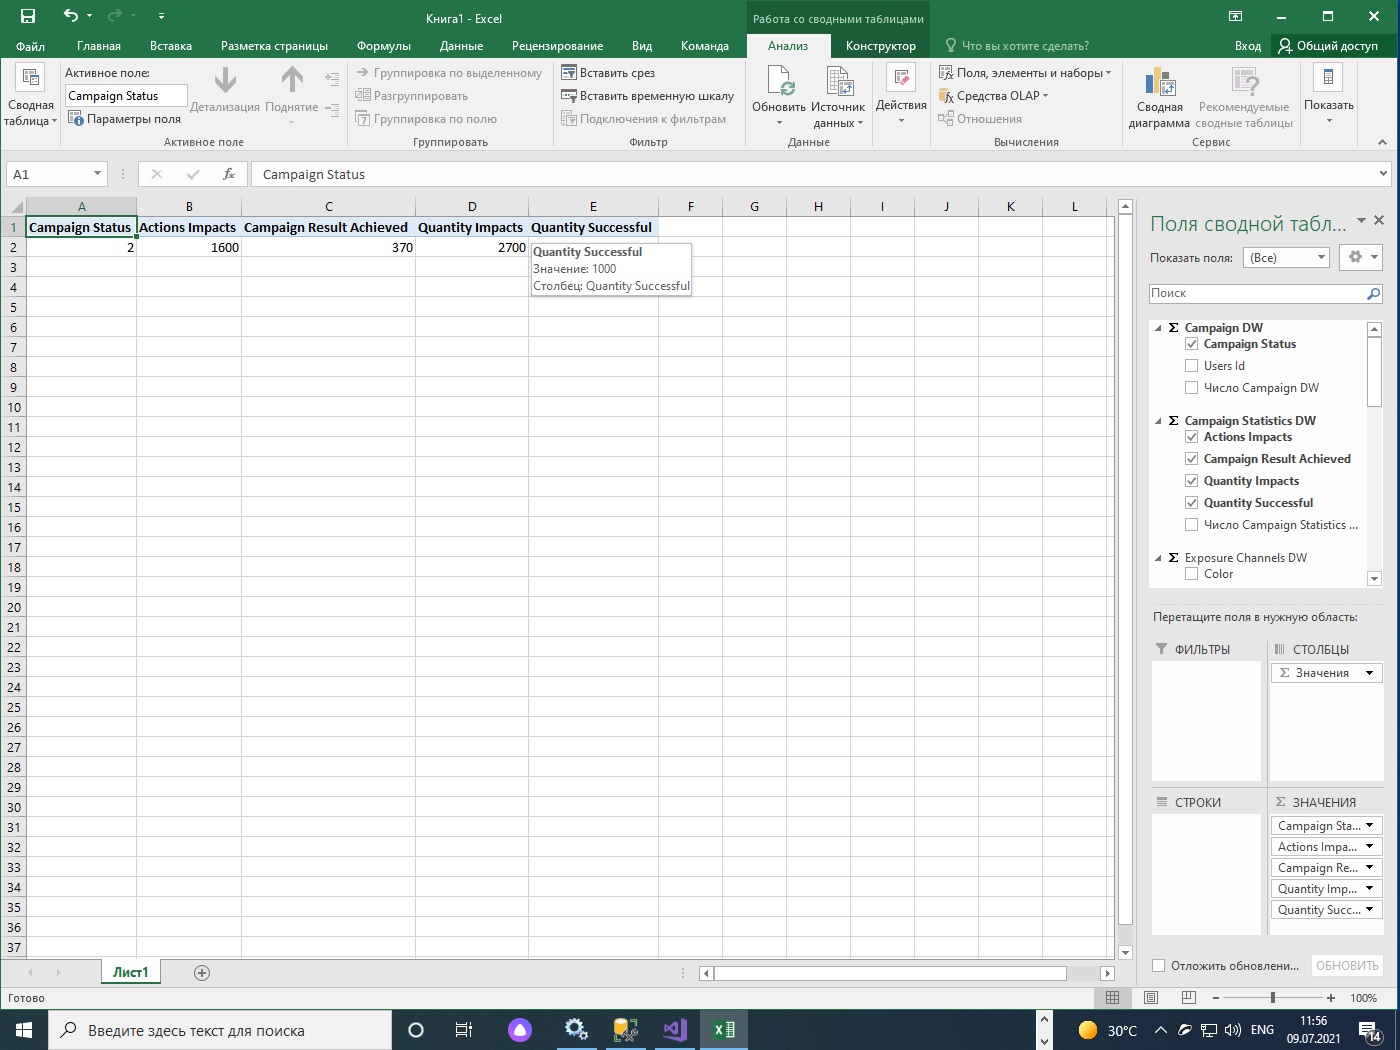 Книга1 - Excel
Работа со сводными таблицами
Файл
Главная
Вставка
Разметка страницы
Формулы
Данные
Рецензирование
Вид
Команда
Анализ
Конструктор
Что вы хотите сделать?
Вход
Общий доступ
Сводная
таблица
Активное поле:
Campaign Status
Параметры поля
Детализация
Поднятие
Активное поле
Группировка по выделенному
Разгруппировать
7 Группировка по полю
Группировать
Вставить срез
Вставить временную шкалу
Подключения к фильтрам
Фильтр
Обновить
Источник
данных
Данные
Действия
Поля, элементы и наборы
fx Средства OLAP
Отношения
Вычисления
Сводная
диаграмма
Рекомендуемые
сводные таблицы
Сервис
Показать
A1
fx
Campaign Status
A B C D E F G H I J K L
1 Campaign Status Actions Impacts Campaign Result Achieved Quantity Impacts Quantity Successful
2 2 1600 370 2700
Quantity Successful
Значение: 1000
Столбец: Quantity Successful
3
4
5
6
7
8
9
10
11
12
13
14
15
16
17
18
19
20
21
22
23
24
25
26
27
28
29
30
31
32
33
34
35
36
37
Поля сводной табл...
Показать поля:
(Все)
Поиск
Σ Campaign DW
Campaign Status
Users Id
Число Campaign DW
Σ Campaign Statistics DW
Actions Impacts
Campaign Result Achieved
Quantity Impacts
Quantity Successful
Число Campaign Statistics ...
Σ Exposure Channels DW
Color
Перетащите поля в нужную область:
ФИЛЬТРЫ
СТОЛБЦЫ
Σ Значения
СТРОКИ
Σ ЗНАЧЕНИЯ
Campaign Sta...
Actions Impa...
Campaign Re...
Quantity Imp...
Quantity Succ...
Отложить обновлени...
ОБНОВИТЬ
Лист1
Готово
100%
Введите здесь текст для поиска
30°C
ENG
11:56
09.07.2021
14